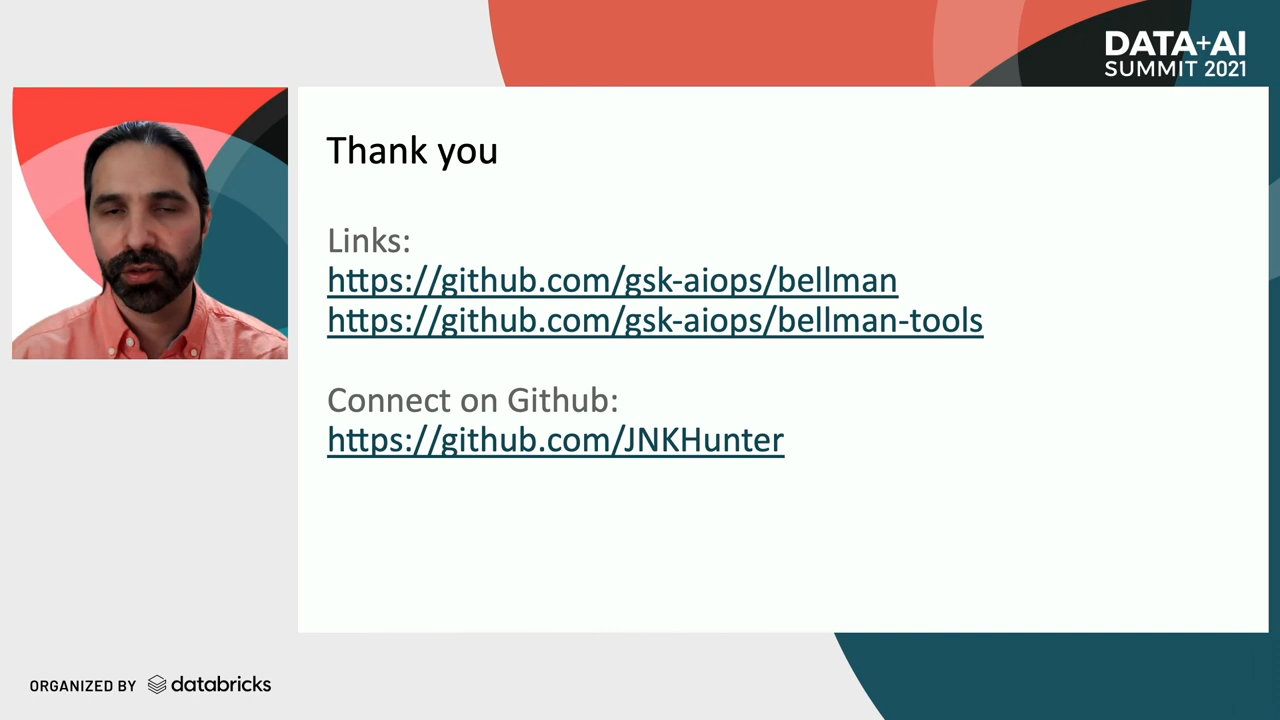 DATA+AI
SUMMIT 2021
Thank you
Links:
https://github.com/gsk-aiops/bellman
https://github.com/gsk-aiops/bellman-tools
Connect on Github:
https://github.com/JNKHunter
ORGANIZED BY databricks